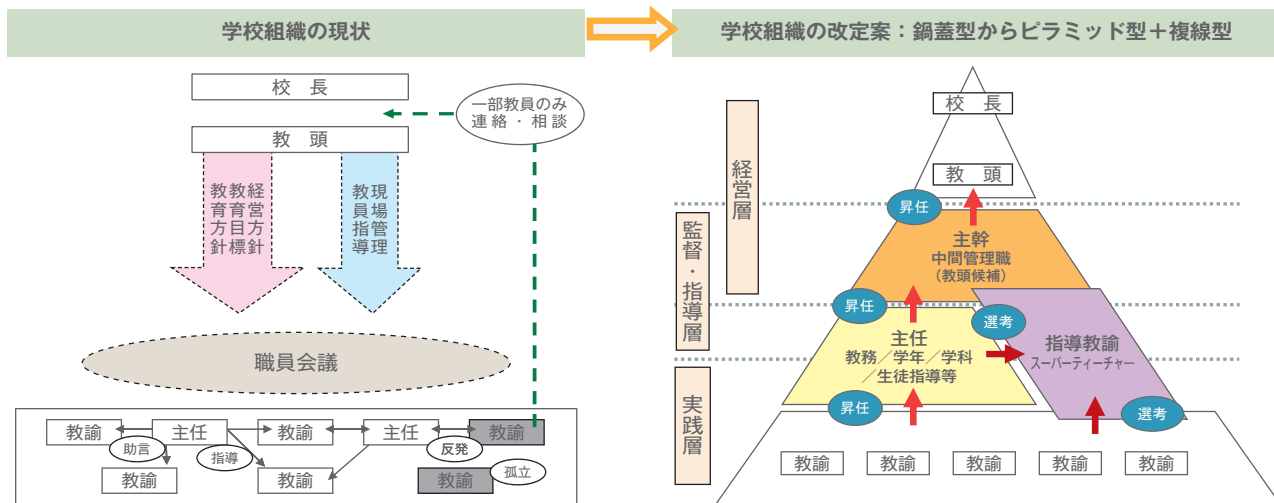 学校組織の現状
校長
教頭
一部教員のみ
連絡・相談
経営方針
教育目標
教育方針
現場管理
教員指導
職員会議
教諭
主任
教諭
主任
教諭
助言
指導
反発
教諭
教諭
教諭
孤立
学校組織の改定案：鍋蓋型からピラミッド型＋複線型
経営層
監督・指導層
実践層
校長
教頭
昇任
主幹
中間管理職
（教頭候補）
昇任
選考
主任
教務／学年／学科
／生徒指導等
指導教諭
スーパーティーチャー
昇任
選考
教諭
教諭
教諭
教諭
教諭